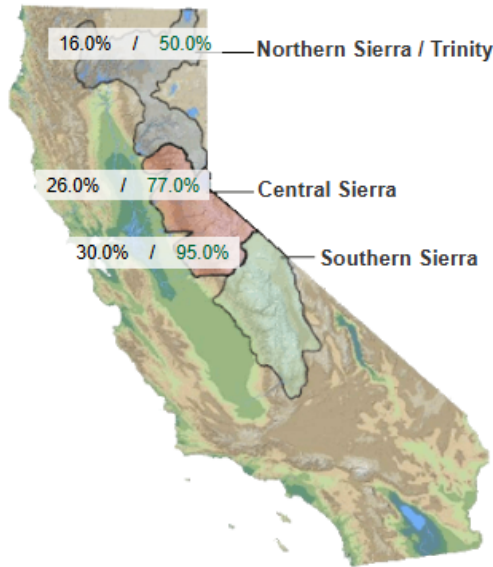 16.0% / 50.0% Northern Sierra / Trinity
26.0% / 77.0% Central Sierra
30.0% / 95.0% Southern Sierra